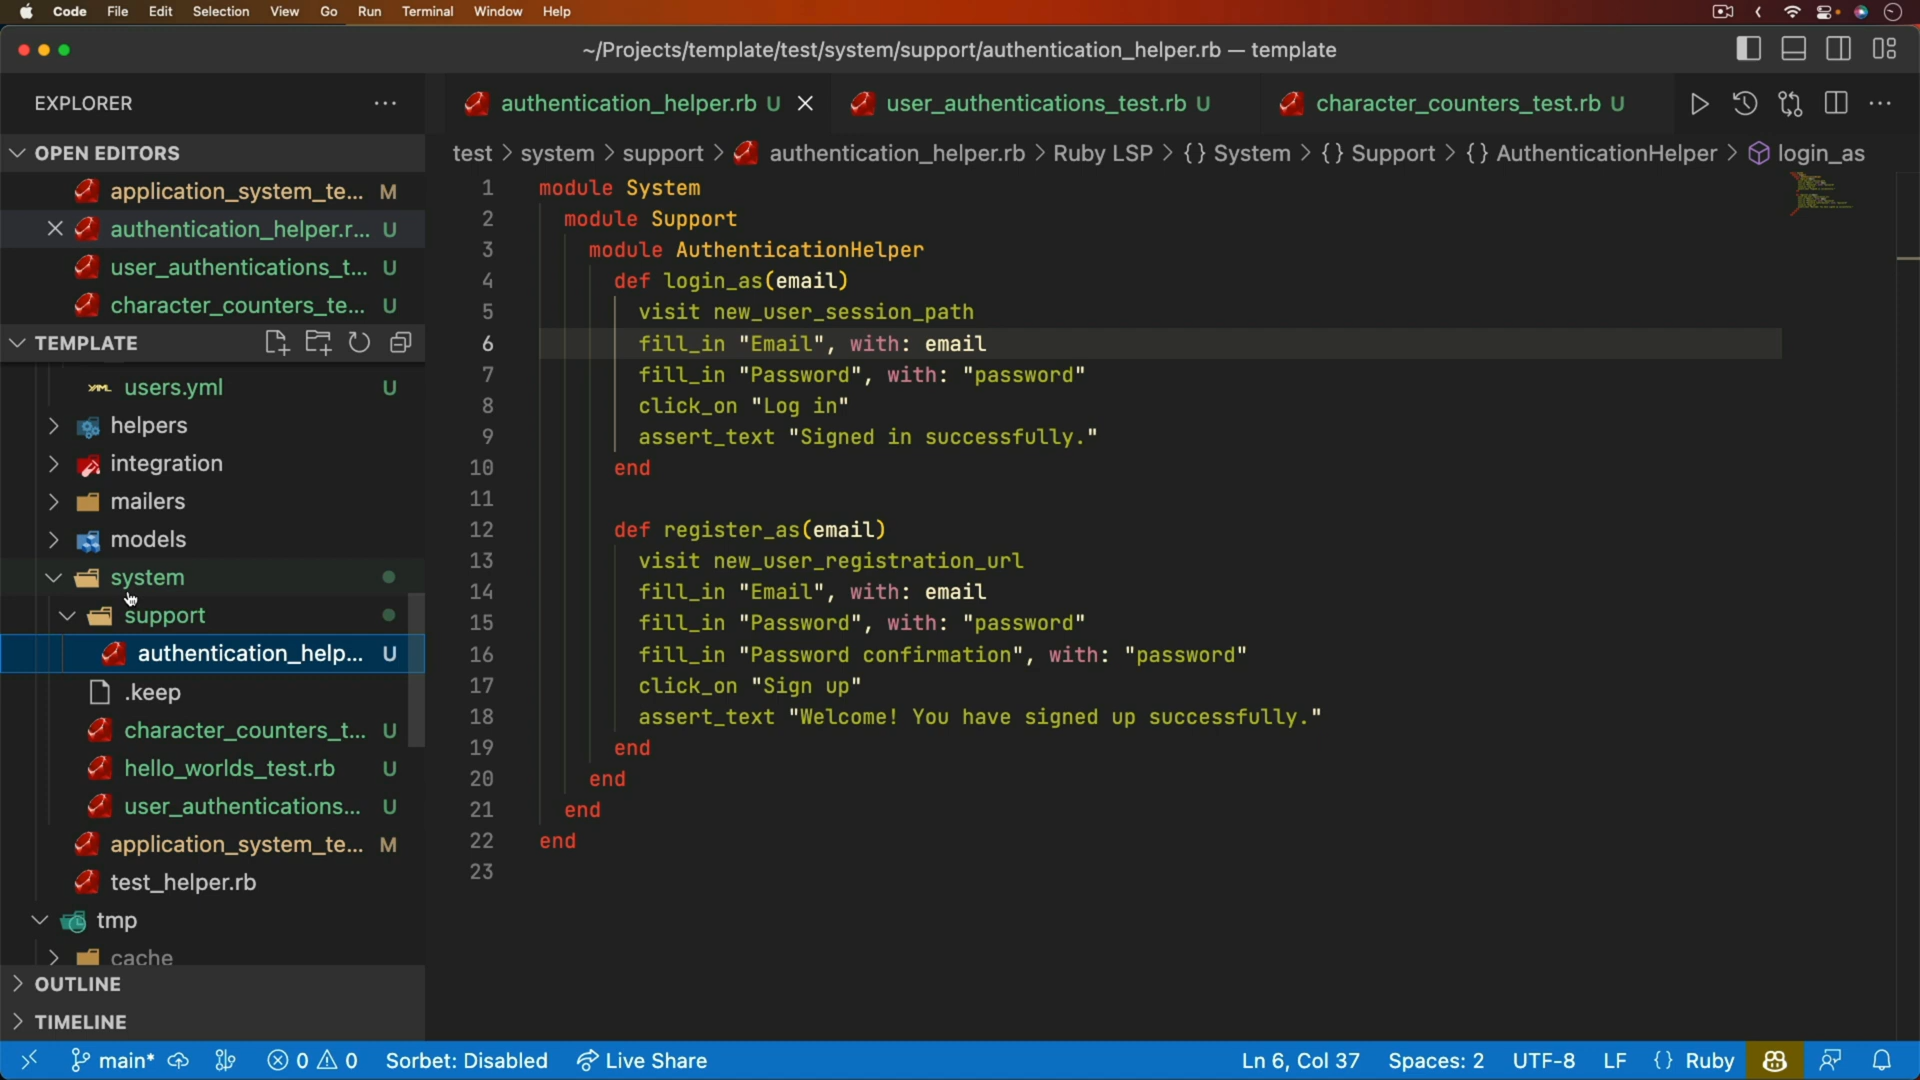 Code File Edit Selection View Go Run Terminal Window Help
~/Projects/template/test/system/support/authentication_helper.rb — template
EXPLORER
authentication_helper.rb U
user_authentications_test.rb U
character_counters_test.rb U
OPEN EDITORS
application_system_te... M
authentication_helper.r... U
user_authentications_t... U
character_counters_te... U
TEMPLATE
users.yml U
helpers
integration
mailers
models
system
support
authentication_help... U
.keep
character_counters_t... U
hello_worlds_test.rb U
user_authentications... U
application_system_te... M
test_helper.rb
tmp
cache
OUTLINE
TIMELINE
test > system > support > authentication_helper.rb > Ruby LSP > {} System > {} Support > {} AuthenticationHelper > login_as
1 module System
2 module Support
3 module AuthenticationHelper
4 def login_as(email)
5 visit new_user_session_path
6 fill_in "Email", with: email
7 fill_in "Password", with: "password"
8 click_on "Log in"
9 assert_text "Signed in successfully."
10 end
11
12 def register_as(email)
13 visit new_user_registration_url
14 fill_in "Email", with: email
15 fill_in "Password", with: "password"
16 fill_in "Password confirmation", with: "password"
17 click_on "Sign up"
18 assert_text "Welcome! You have signed up successfully."
19 end
20 end
21 end
22 end
23
main* 0 0 Sorbet: Disabled Live Share Ln 6, Col 37 Spaces: 2 UTF-8 LF {} Ruby